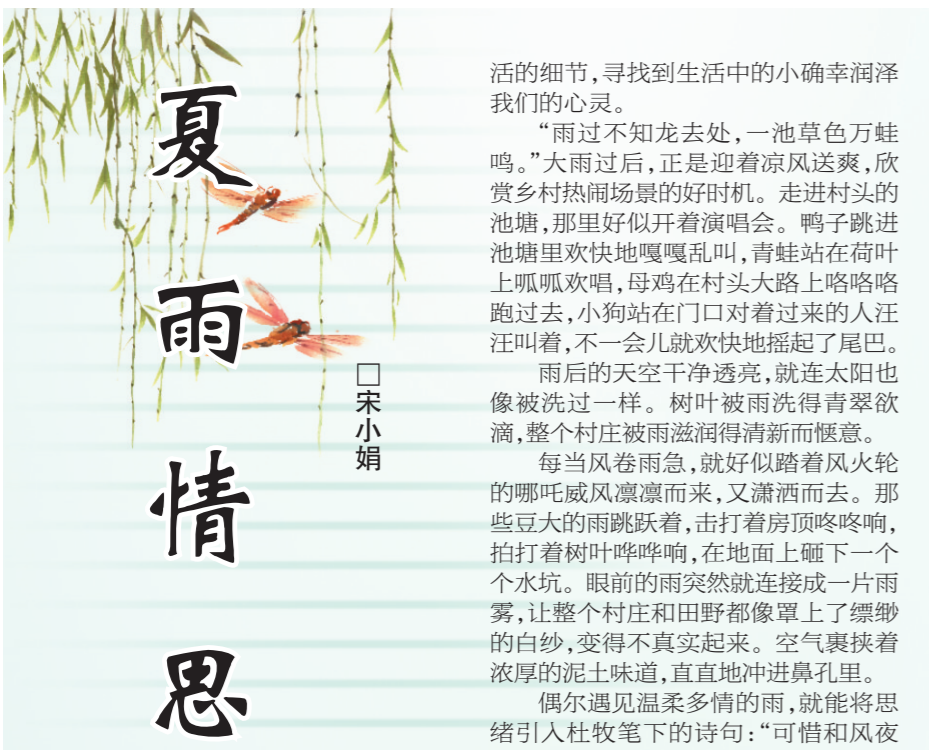 夏雨情思
□宋小娟
活的细节,寻找到生活中的小确幸润泽
我们的心灵。
“雨过不知龙去处,一池草色万蛙
鸣。”大雨过后,正是迎着凉风送爽,欣
赏乡村热闹场景的好时机。走进村头的
池塘,那里好似开着演唱会。鸭子跳进
池塘里欢快地嘎嘎乱叫,青蛙站在荷叶
上呱呱欢唱,母鸡在村头大路上咯咯咯
跑过去,小狗站在门口对着过来的人汪
汪叫着,不一会儿就欢快地摇起了尾巴。
雨后的天空干净透亮,就连太阳也
像被洗过一样。树叶被雨洗得青翠欲
滴,整个村庄被雨滋润得清新而惬意。
每当风卷雨急,就好似踏着风火轮
的哪吒威风凛凛而来,又潇洒而去。那
些豆大的雨跳跃着,击打着房顶咚咚响,
拍打着树叶哗哗响,在地面上砸下一个
个水坑。眼前的雨突然就连接成一片雨
雾,让整个村庄和田野都像罩上了缥缈
的白纱,变得不真实起来。空气裹挟着
浓厚的泥土味道,直直地冲进鼻孔里。
偶尔遇见温柔多情的雨,就能将思
绪引入杜牧笔下的诗句:“可惜和风夜